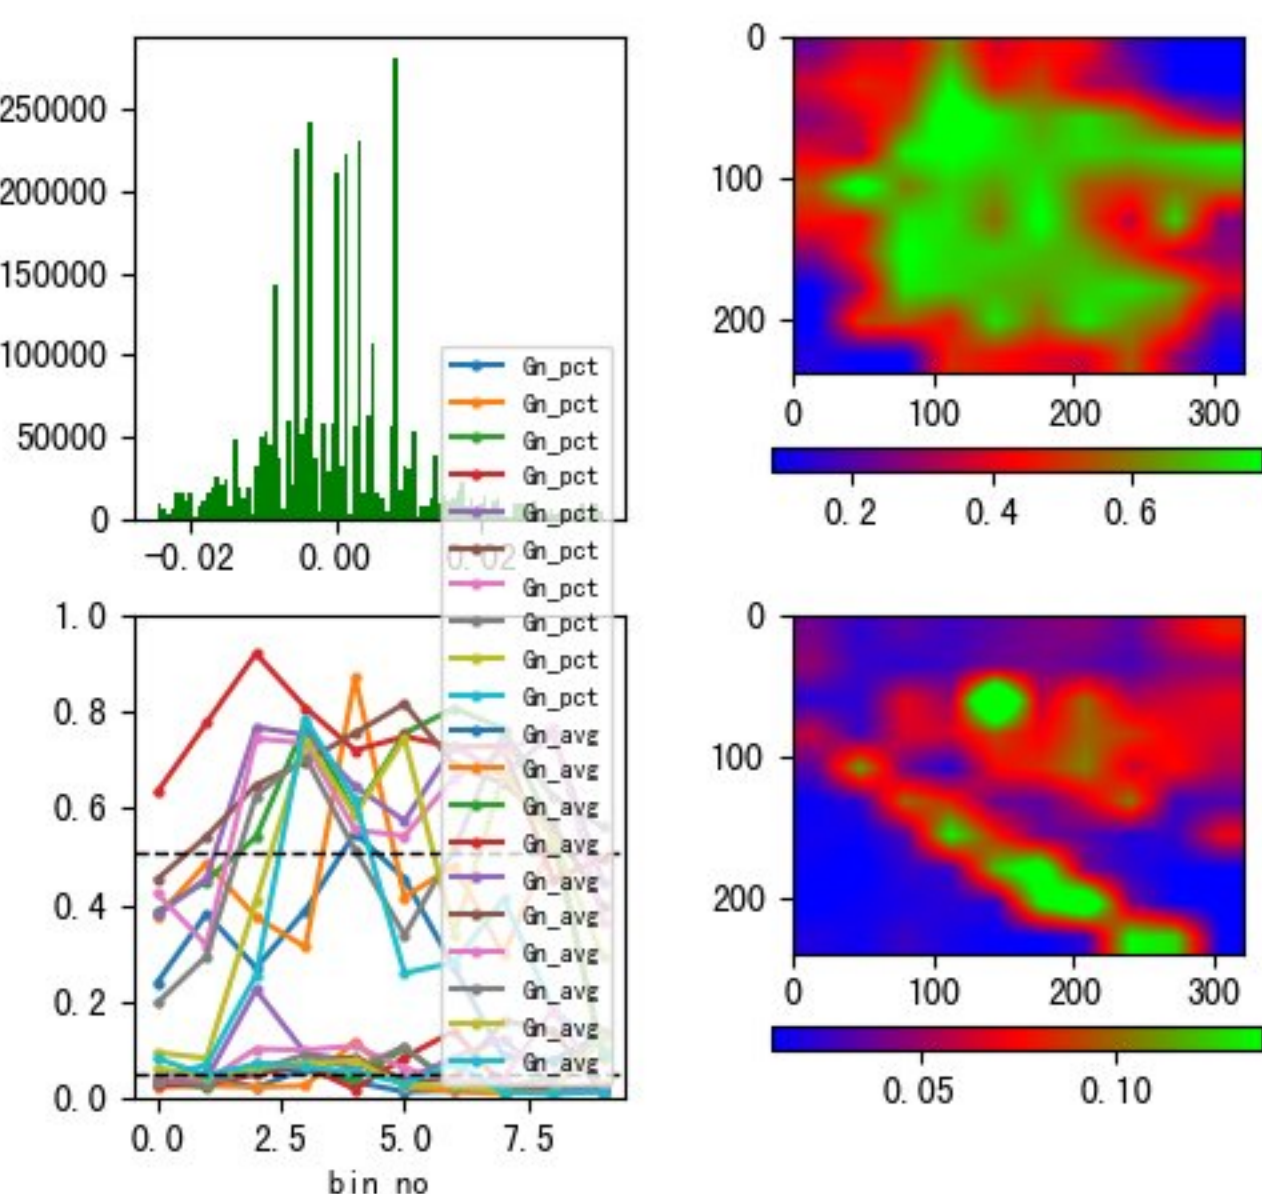 250000
200000
150000
100000
50000
0
−0.02
0.00
0.02
0
100
200
0
100
200
300
0.2
0.4
0.6
Gn_pct
Gn_pct
Gn_pct
Gn_pct
Gn_pct
Gn_pct
Gn_pct
Gn_pct
Gn_pct
Gn_pct
Gn_avg
Gn_avg
Gn_avg
Gn_avg
Gn_avg
Gn_avg
Gn_avg
Gn_avg
Gn_avg
Gn_avg
1.0
0.8
0.6
0.4
0.2
0.0
0.0
2.5
5.0
7.5
bin no
0
100
200
0
100
200
300
0.05
0.10